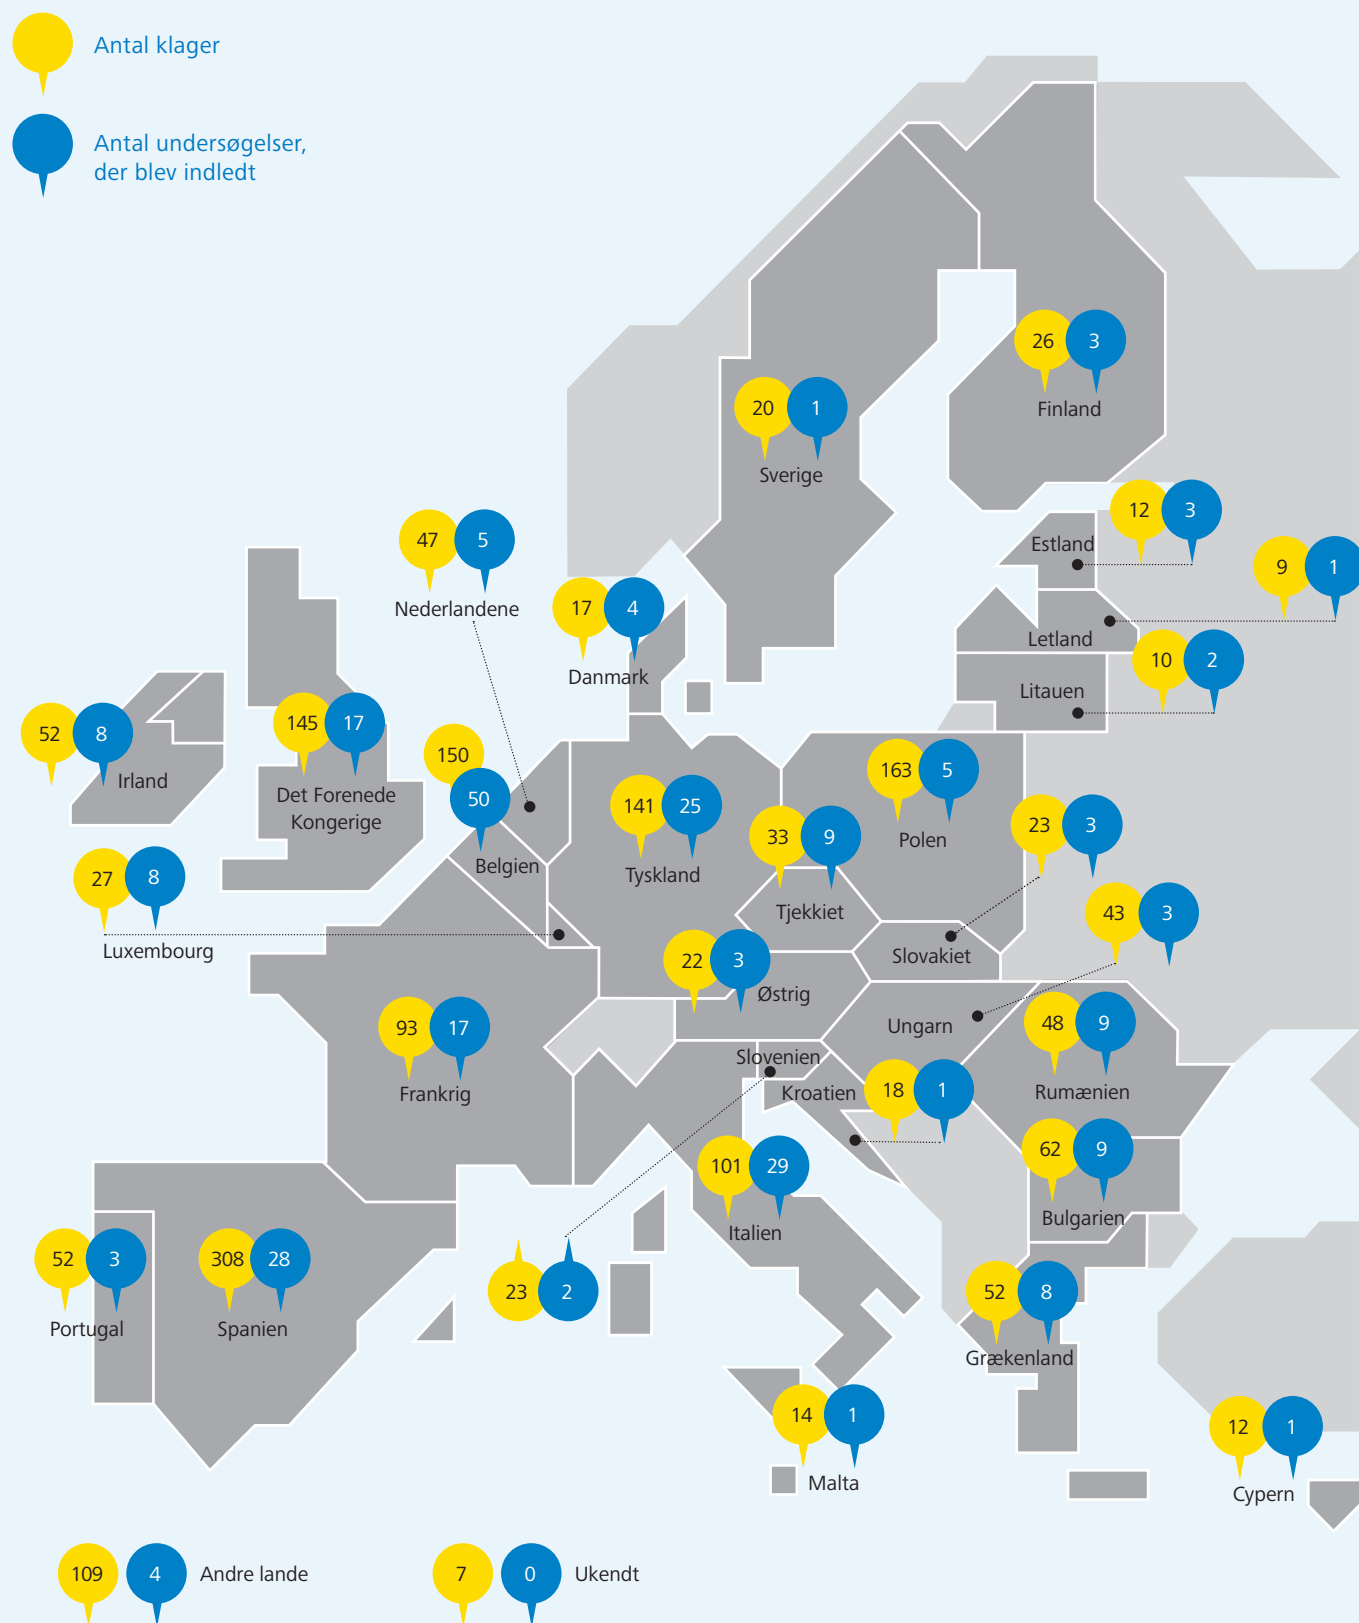 Antal klager
Antal undersøgelser,
der blev indledt
26 3
Finland
20 1
Sverige
12 3
Estland
9 1
Letland
47 5
Nederlandene
17 4
Danmark
10 2
Litauen
52 8
Irland
145 17
Det Forenede
Kongerige
150
50
Belgien
141 25
Tyskland
163 5
Polen
33 9
Tjekkiet
23 3
Slovakiet
27 8
Luxembourg
43 3
Ungarn
22 3
Østrig
93 17
Frankrig
48 9
Rumænien
Slovenien
23 2
Kroatien
18 1
101 29
Italien
62 9
Bulgarien
52 3
Portugal
308 28
Spanien
52 8
Grækenland
14 1
Malta
12 1
Cypern
109 4 Andre lande
7 0 Ukendt